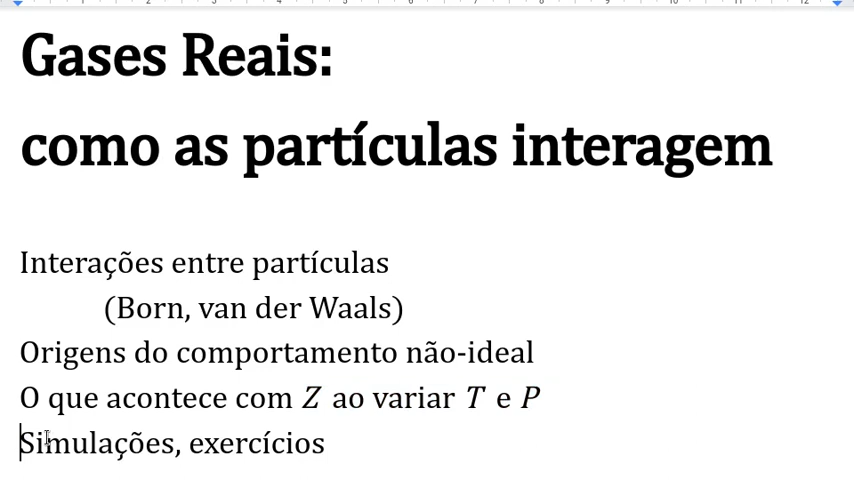 Gases Reais:
como as partículas interagem
Interações entre partículas
(Born, van der Waals)
Origens do comportamento não-ideal
O que acontece com Z ao variar T e P
Simulações, exercícios